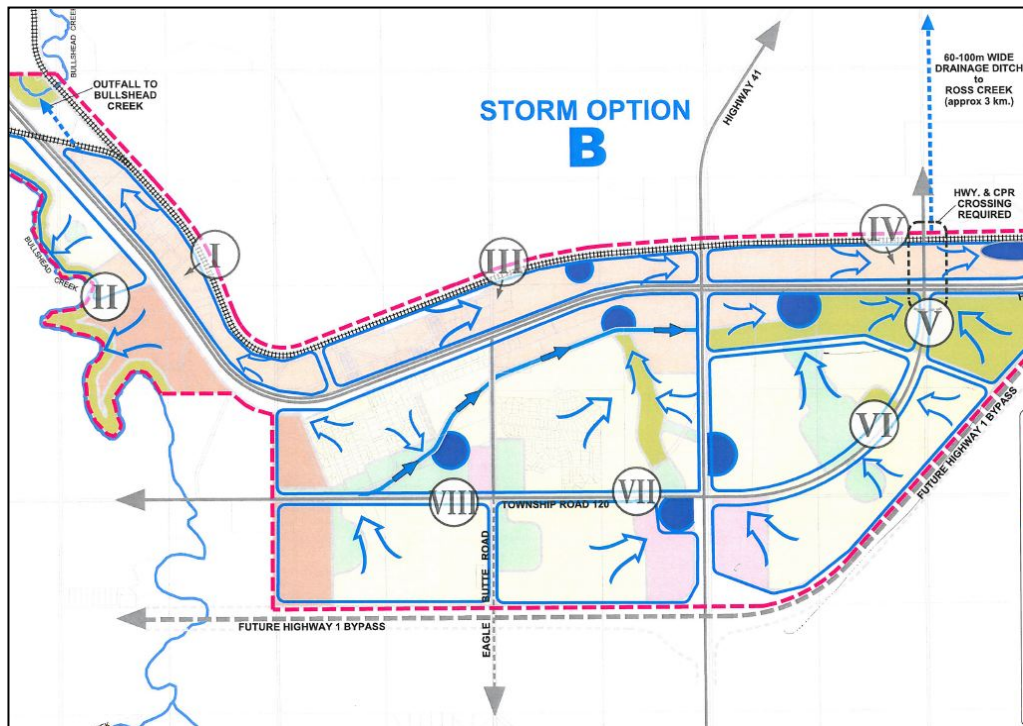 BULLSHEAD CREEK
OUTFALL TO
BULLSHEAD
CREEK
STORM OPTION
B
HIGHWAY 41
60-100m WIDE
DRAINAGE DITCH
to
ROSS CREEK
(approx 3 km.)
HWY. & CPR
CROSSING
REQUIRED
I
II
III
IV
V
VI
VII
VIII
BULLSHEAD
CREEK
TOWNSHIP ROAD 120
EAGLE BUTTE ROAD
FUTURE HIGHWAY 1 BYPASS
FUTURE HIGHWAY 1 BYPASS